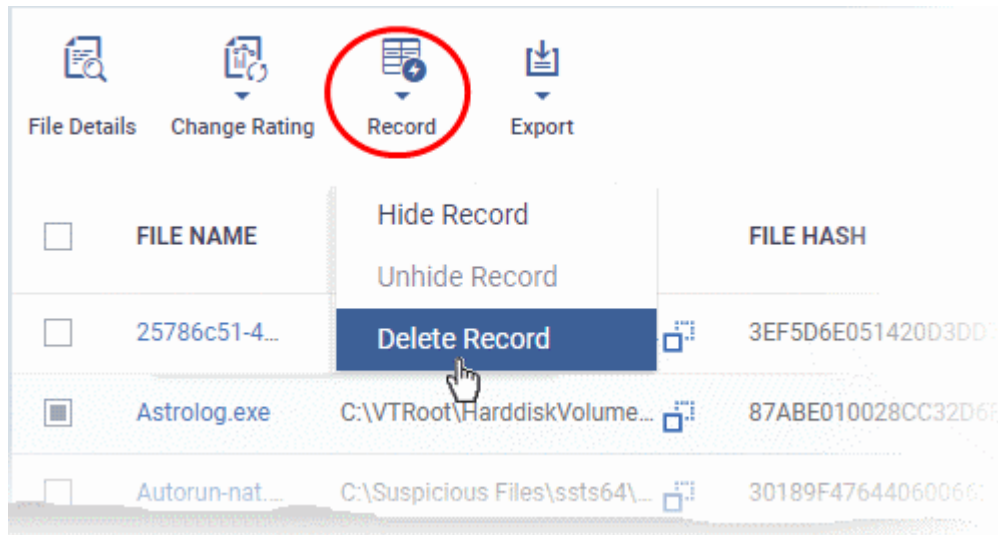 File Details Change Rating Record Export
Hide Record
FILE NAME FILE HASH
Unhide Record
25786c51-4... Delete Record 3EF5D6E051420D3DD
Astrolog.exe C:\VTRoot\HarddiskVolume... 87ABE010028CC32D6
Autorun-nat.... C:\Suspicious Files\ssts64\... 30189F4764406006